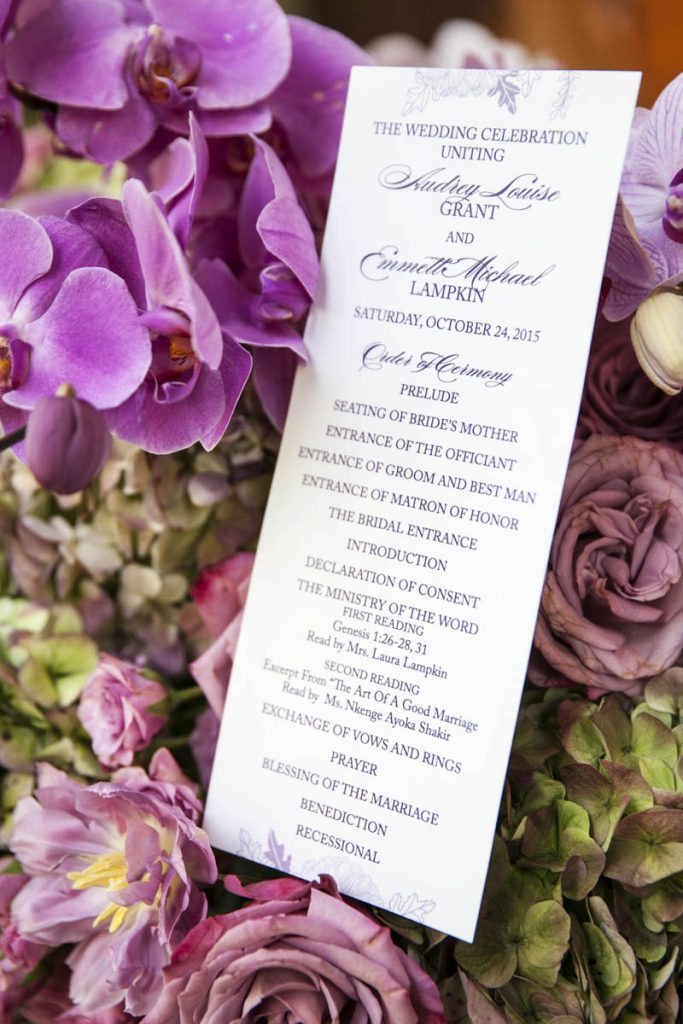 THE WEDDING CELEBRATION
UNITING
Audrey Louise
GRANT
AND
Emmett Michael
LAMPKIN
SATURDAY, OCTOBER 24, 2015
Order of Cermony
PRELUDE
SEATING OF BRIDE'S MOTHER
ENTRANCE OF THE OFFICIANT
ENTRANCE OF GROOM AND BEST MAN
ENTRANCE OF MATRON OF HONOR
THE BRIDAL ENTRANCE
INTRODUCTION
DECLARATION OF CONSENT
THE MINISTRY OF THE WORD
FIRST READING
Genesis 1:26-28, 31
Read by Mrs. Laura Lampkin
SECOND READING
Excerpt From "The Art Of A Good Marriage
Read by Ms. Nkenge Ayoka Shakir
EXCHANGE OF VOWS AND RINGS
PRAYER
BLESSING OF THE MARRIAGE
BENEDICTION
RECESSIONAL